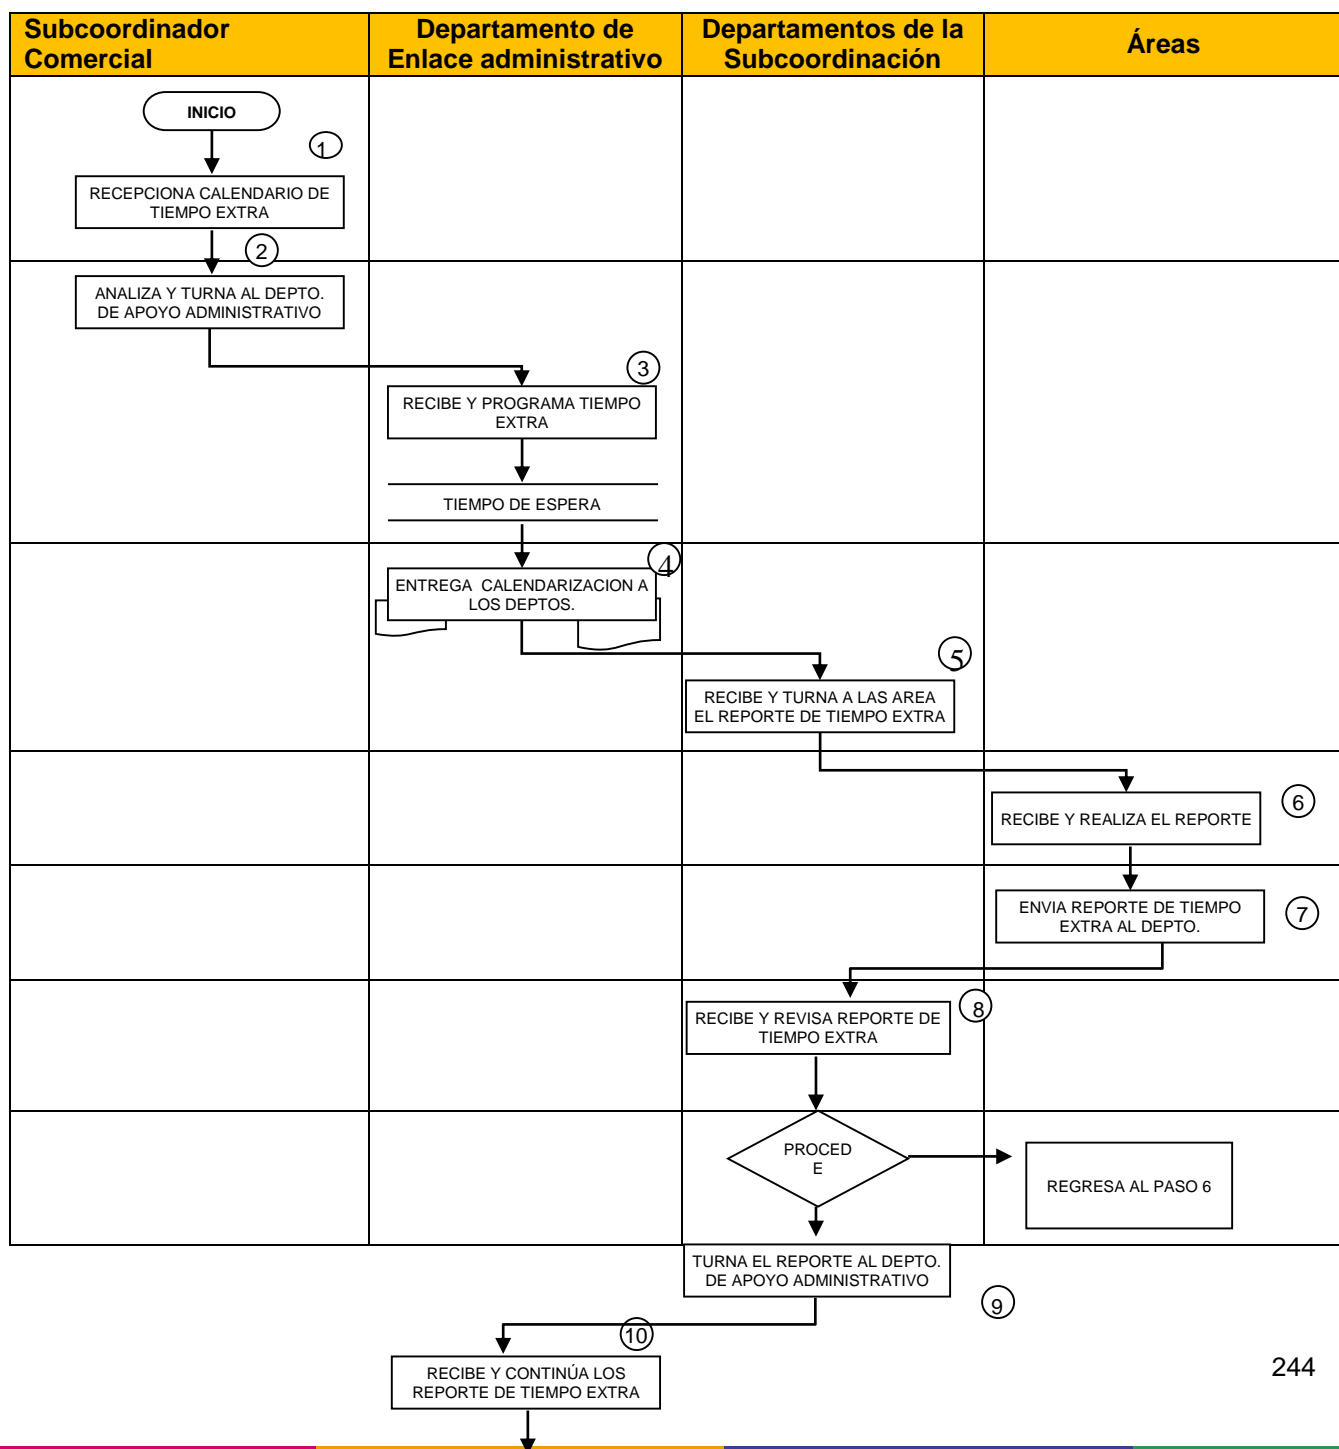 Subcoordinador
Comercial
Departamento de
Enlace administrativo
Departamentos de la
Subcoordinación
Áreas
INICIO
1
RECEPCIONA CALENDARIO DE
TIEMPO EXTRA
2
ANALIZA Y TURNA AL DEPTO.
DE APOYO ADMINISTRATIVO
3
RECIBE Y PROGRAMA TIEMPO
EXTRA
TIEMPO DE ESPERA
4
ENTREGA  CALENDARIZACION A
LOS DEPTOS.
5
RECIBE Y TURNA A LAS AREA
EL REPORTE DE TIEMPO EXTRA
6
RECIBE Y REALIZA EL REPORTE
ENVIA REPORTE DE TIEMPO
EXTRA AL DEPTO.
7
8
RECIBE Y REVISA REPORTE DE
TIEMPO EXTRA
PROCED
E
REGRESA AL PASO 6
TURNA EL REPORTE AL DEPTO.
DE APOYO ADMINISTRATIVO
9
10
RECIBE Y CONTINÚA LOS
REPORTE DE TIEMPO EXTRA
244